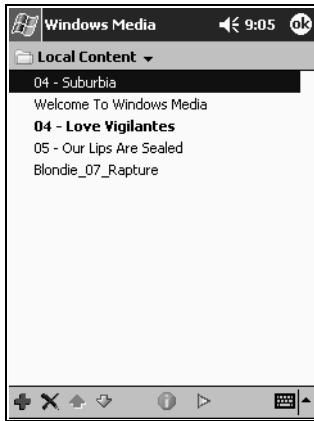 Windows Media 9:05 ok
Local Content
04 - Suburbia
Welcome To Windows Media
04 - Love Vigilantes
05 - Our Lips Are Sealed
Blondie_07_Rapture